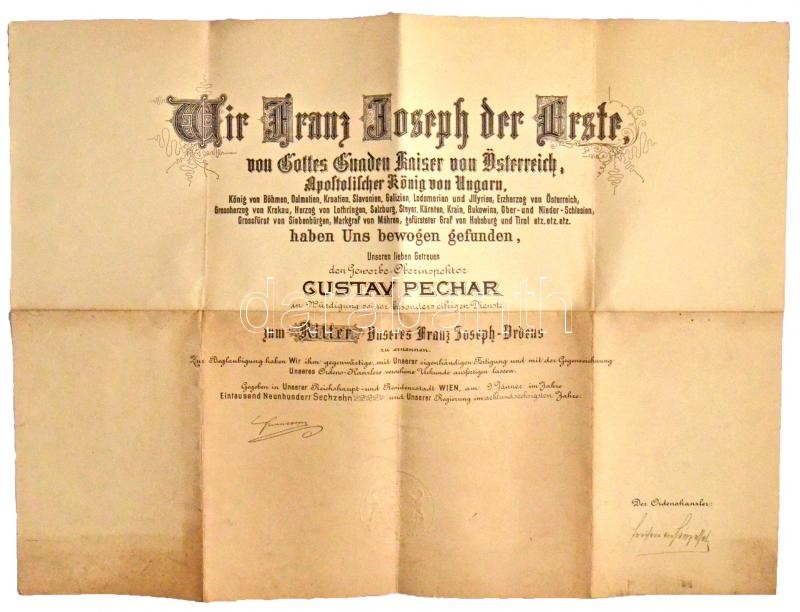 Wir Franz Joseph der Erste,
von Gottes Gnaden Kaiser von Österreich,
Apostolischer König von Ungarn,
König von Böhmen, Dalmatien, Kroatien, Slavonien, Galizien, Lodomerien und Jllyrien, Erzherzog von Österreich,
Grossherzog von Krakau, Herzog von Lothringen, Salzburg, Steyer, Kärnten, Krain, Bukowina, Ober- und Nieder-Schlesien,
Grossfürst von Siebenbürgen, Markgraf von Mähren, gefürsteter Graf von Habsburg und Tirol etz.etz.etz.
haben Uns bewogen gefunden,
Unseren lieben Getreuen
den Gewerbe-Oberinspektor
GUSTAV PECHAR
in Würdigung seiner besonders eifrigen Dienste
zum Ritter Unseres Franz Joseph-Ordens
zu ernennen.
Zur Beglaubigung haben Wir ihm gegenwärtige, mit Unserer eigenhändigen Fertigung und mit der Gegenzeichnung
Unseres Ordens-Kanzlers versehene Urkunde ausfertigen lassen.
Gegeben in Unserer Reichshaupt- und Residenzstadt WIEN, am 9 Jänner im Jahre
Eintausend Neunhundert Sechzehn und Unserer Regierung im achtundsechzigsten Jahre.
Der Ordenskanzler:
darabanth